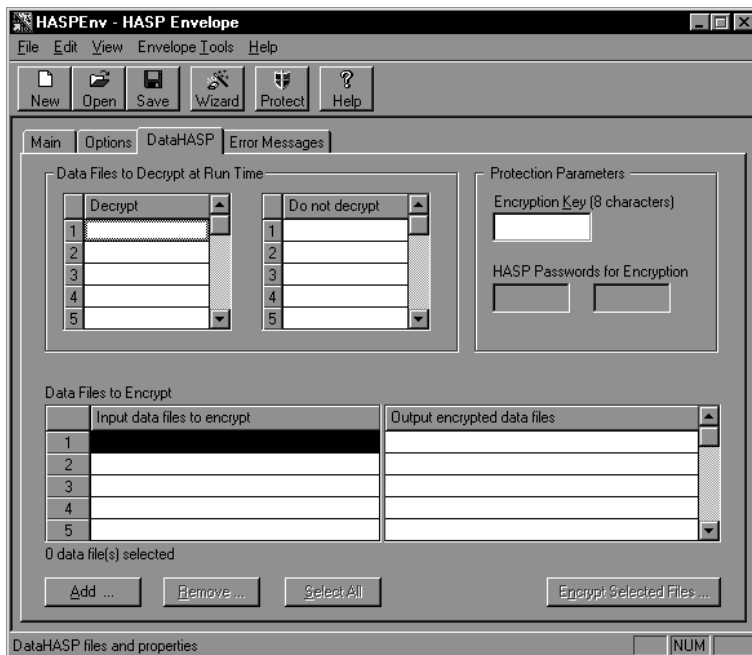 HASPEnv - HASP Envelope
File Edit View Envelope Tools Help
New Open Save Wizard Protect Help
Main Options DataHASP Error Messages
Data Files to Decrypt at Run Time
Protection Parameters
Decrypt Do not decrypt
Encryption Key (8 characters)
1 1
2 2
3 3
HASP Passwords for Encryption
4 4
5 5
Data Files to Encrypt
Input data files to encrypt Output encrypted data files
1
2
3
4
5
0 data file(s) selected
Add ... Remove ... Select All Encrypt Selected Files ...
DataHASP files and properties NUM